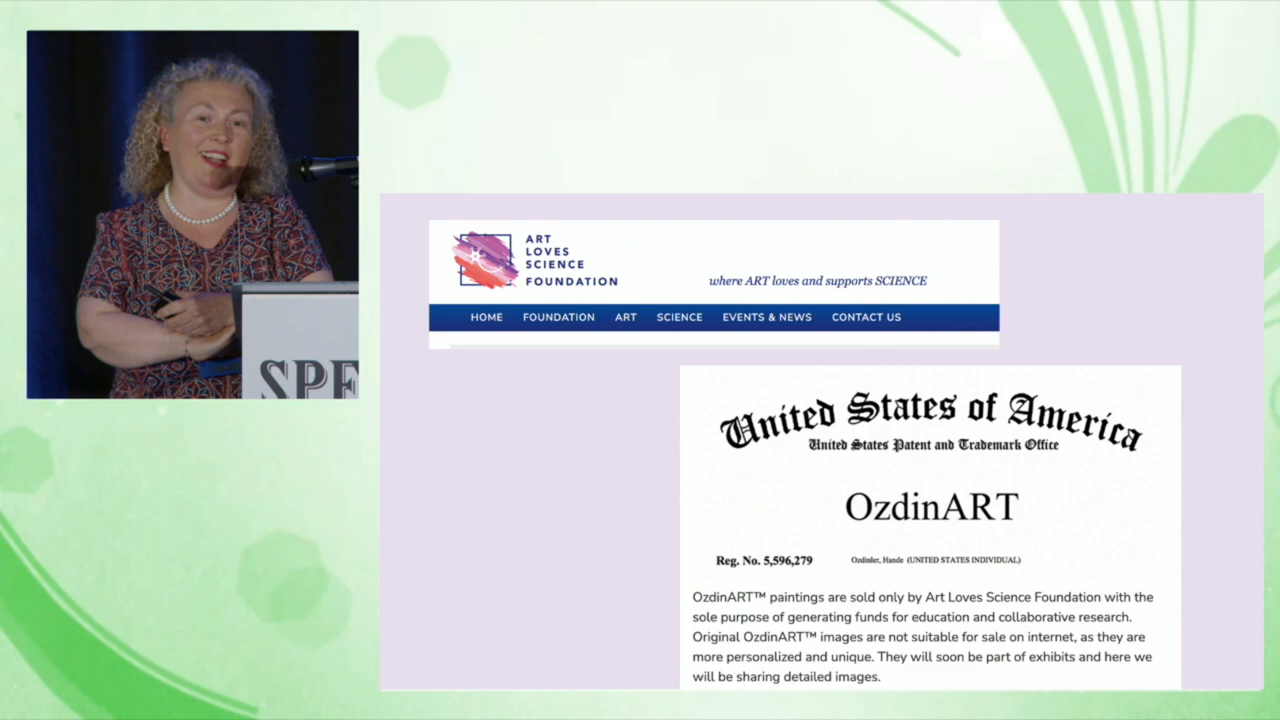 SPE
ART
LOVES
SCIENCE
FOUNDATION
where ART loves and supports SCIENCE
HOME FOUNDATION ART SCIENCE EVENTS & NEWS CONTACT US
United States of America
United States Patent and Trademark Office
OzdinART
Reg. No. 5,596,279 Ozdinler, Hande (UNITED STATES INDIVIDUAL)
OzdinART™ paintings are sold only by Art Loves Science Foundation with the
sole purpose of generating funds for education and collaborative research.
Original OzdinART™ images are not suitable for sale on internet, as they are
more personalized and unique. They will soon be part of exhibits and here we
will be sharing detailed images.